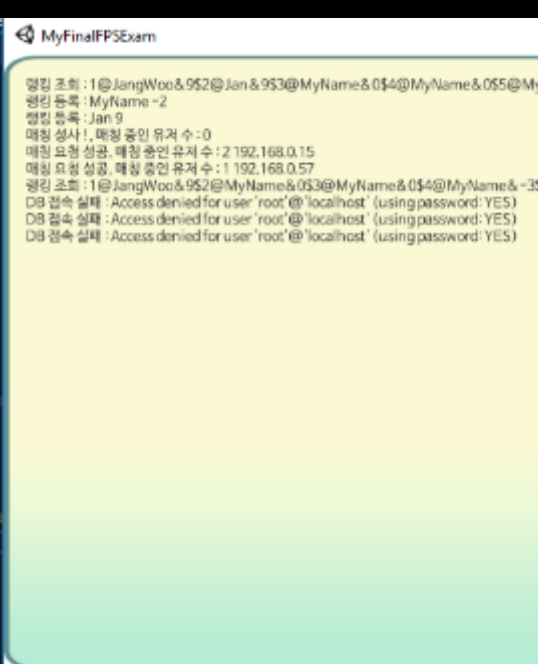 MyFinalFPSExam
랭킹 조회 : 1@JangWoo&9$2@Jan&9$3@MyName&0$4@MyName&0$5@My
랭킹 등록 : MyName -2
랭킹 등록 : Jan 9
매칭 성사!, 매칭 중인 유저 수 : 0
매칭 요청 성공, 매칭 중인 유저 수 : 2 192.168.0.15
매칭 요청 성공, 매칭 중인 유저 수 : 1 192.168.0.57
랭킹 조회 : 1@JangWoo&9$2@MyName&0$3@MyName&0$4@MyName&-3$
DB 접속 실패 : Access denied for user 'root'@'localhost' (using password: YES)
DB 접속 실패 : Access denied for user 'root'@'localhost' (using password: YES)
DB 접속 실패 : Access denied for user 'root'@'localhost' (using password: YES)